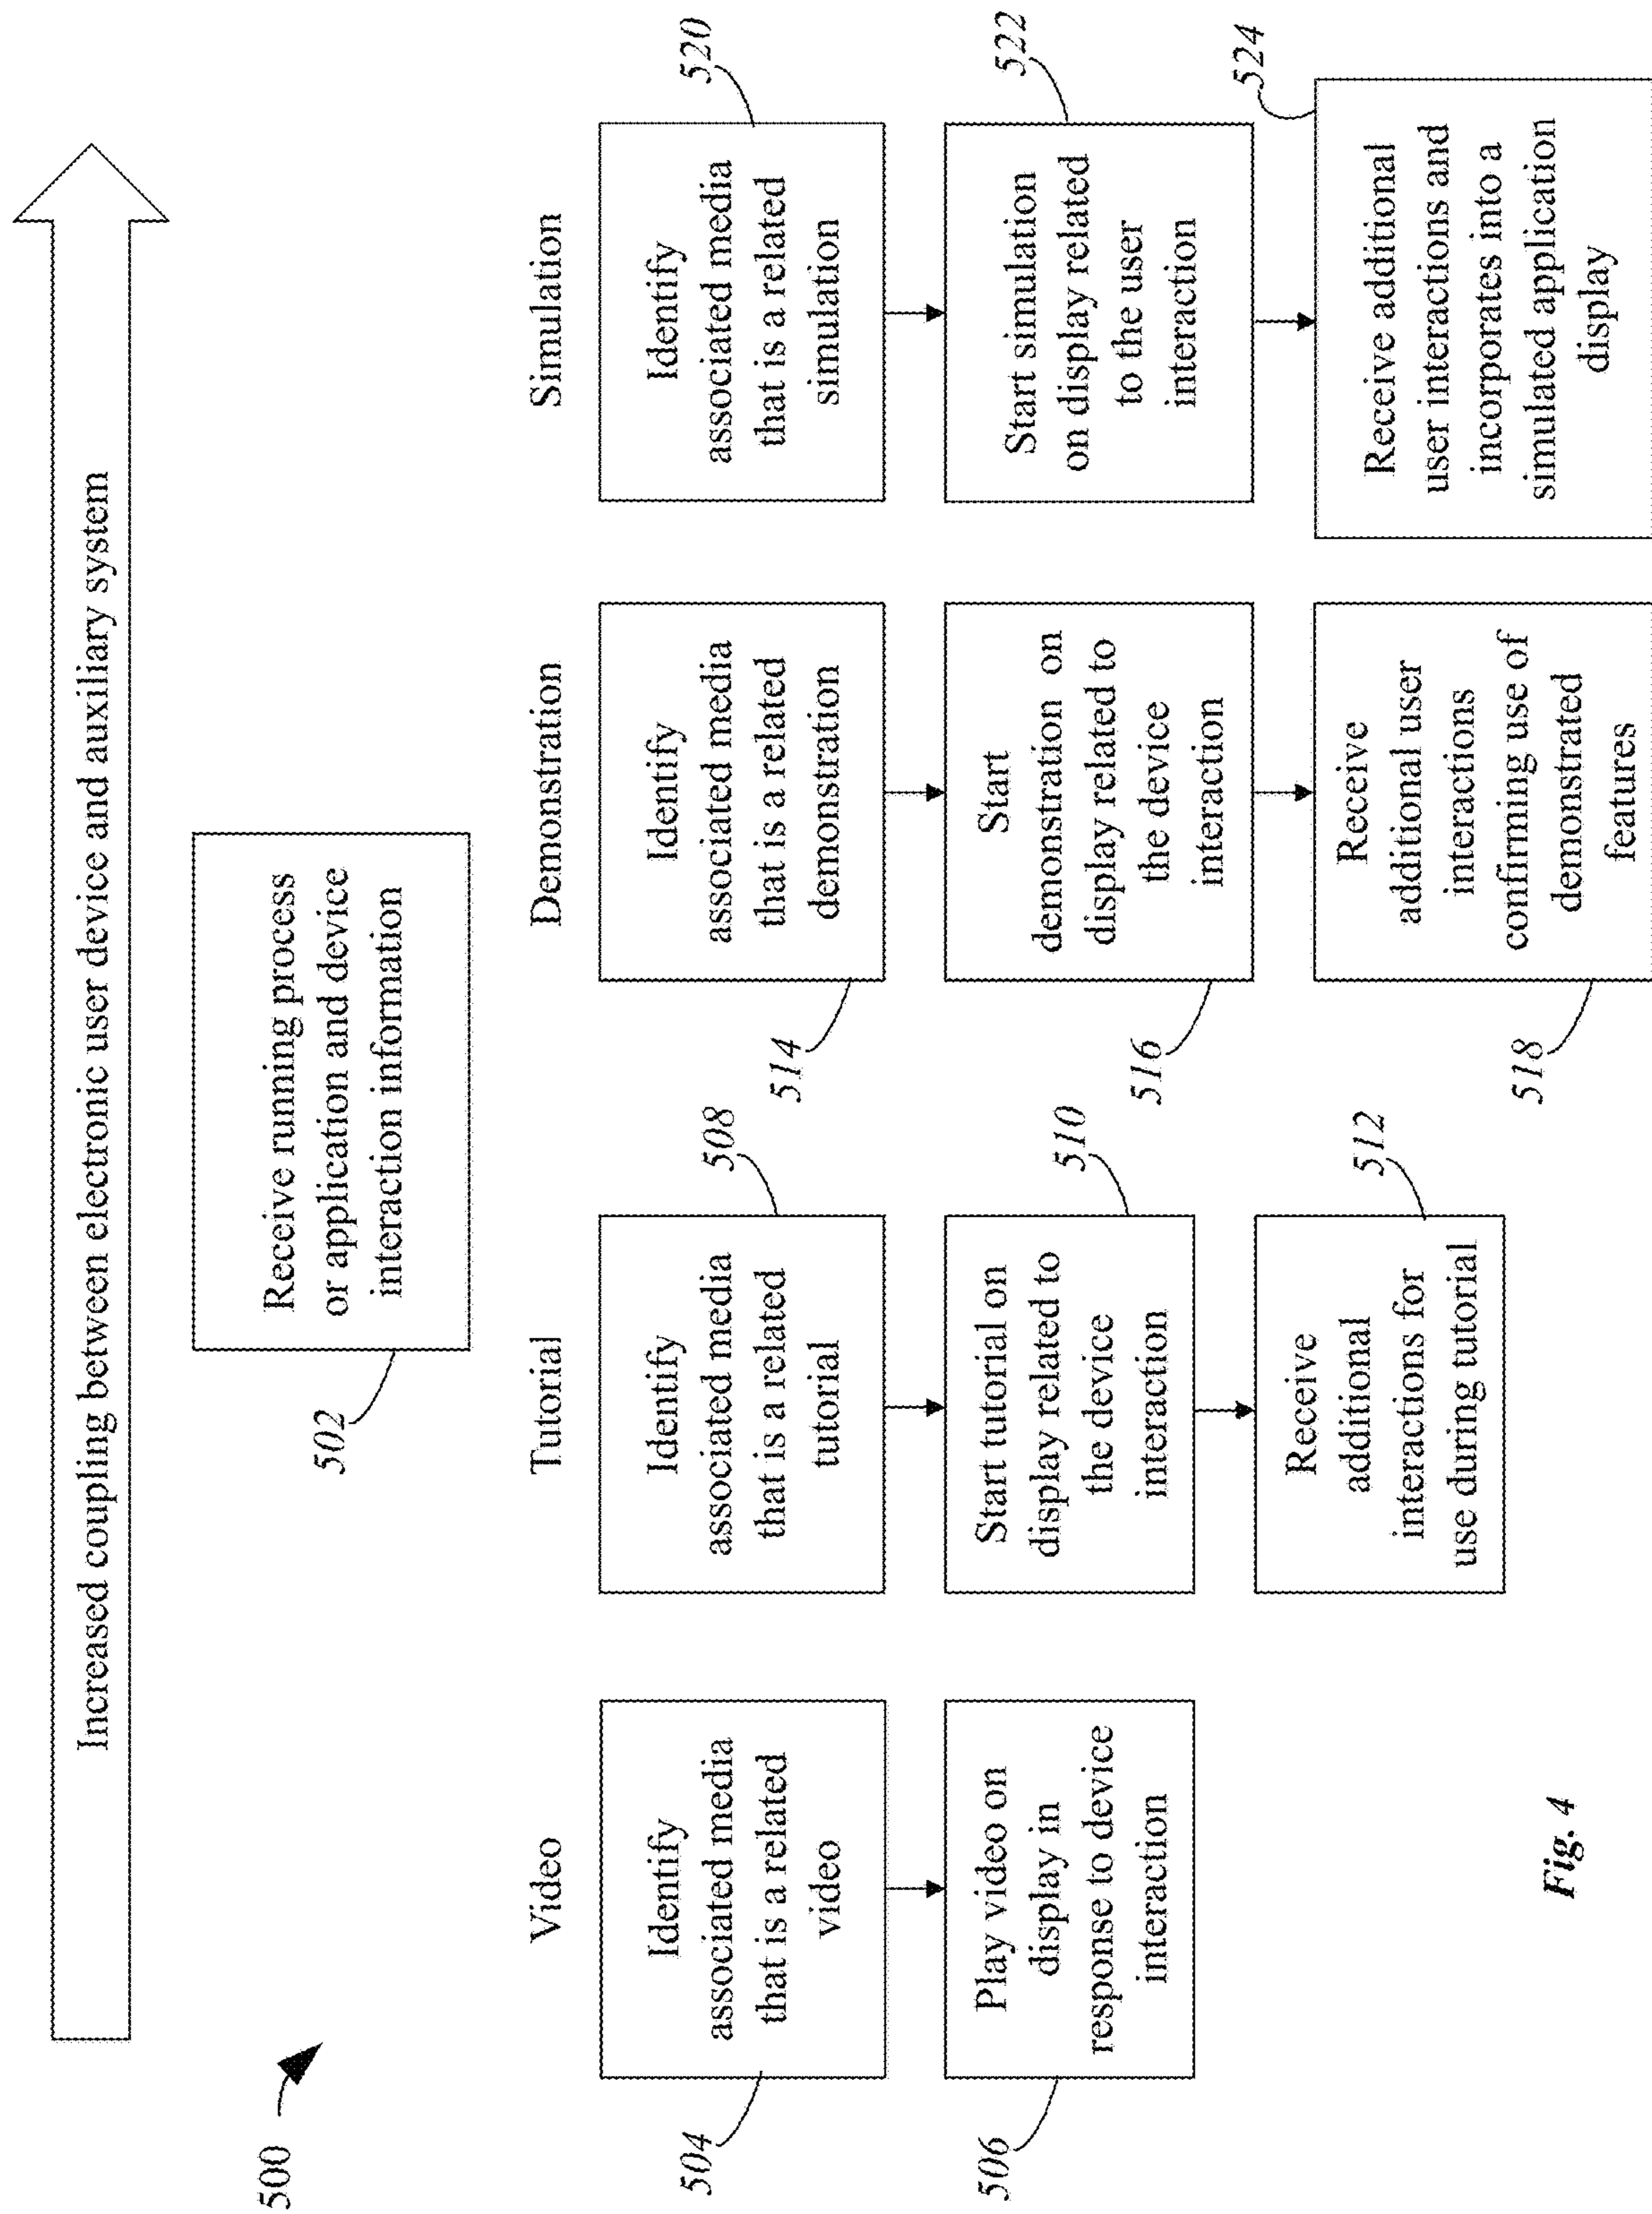 Increased coupling between electronic user device and auxiliary system
500
Receive running process
or application and device
interaction information
502
Video
Identify
associated media
that is a related
video
504
Play video on
display in
response to device
interaction
506
Tutorial
Identify
associated media
that is a related
tutorial
508
Start tutorial on
display related to
the device
interaction
510
Receive
additional
interactions for
use during tutorial
512
Demonstration
Identify
associated media
that is a related
demonstration
514
Start
demonstration on
display related to
the device
interaction
516
Receive
additional user
interactions
confirming use of
demonstrated
features
518
Simulation
Identify
associated media
that is a related
simulation
520
Start simulation
on display related
to the user
interaction
522
Receive additional
user interactions and
incorporates into a
simulated application
display
524
Fig. 4